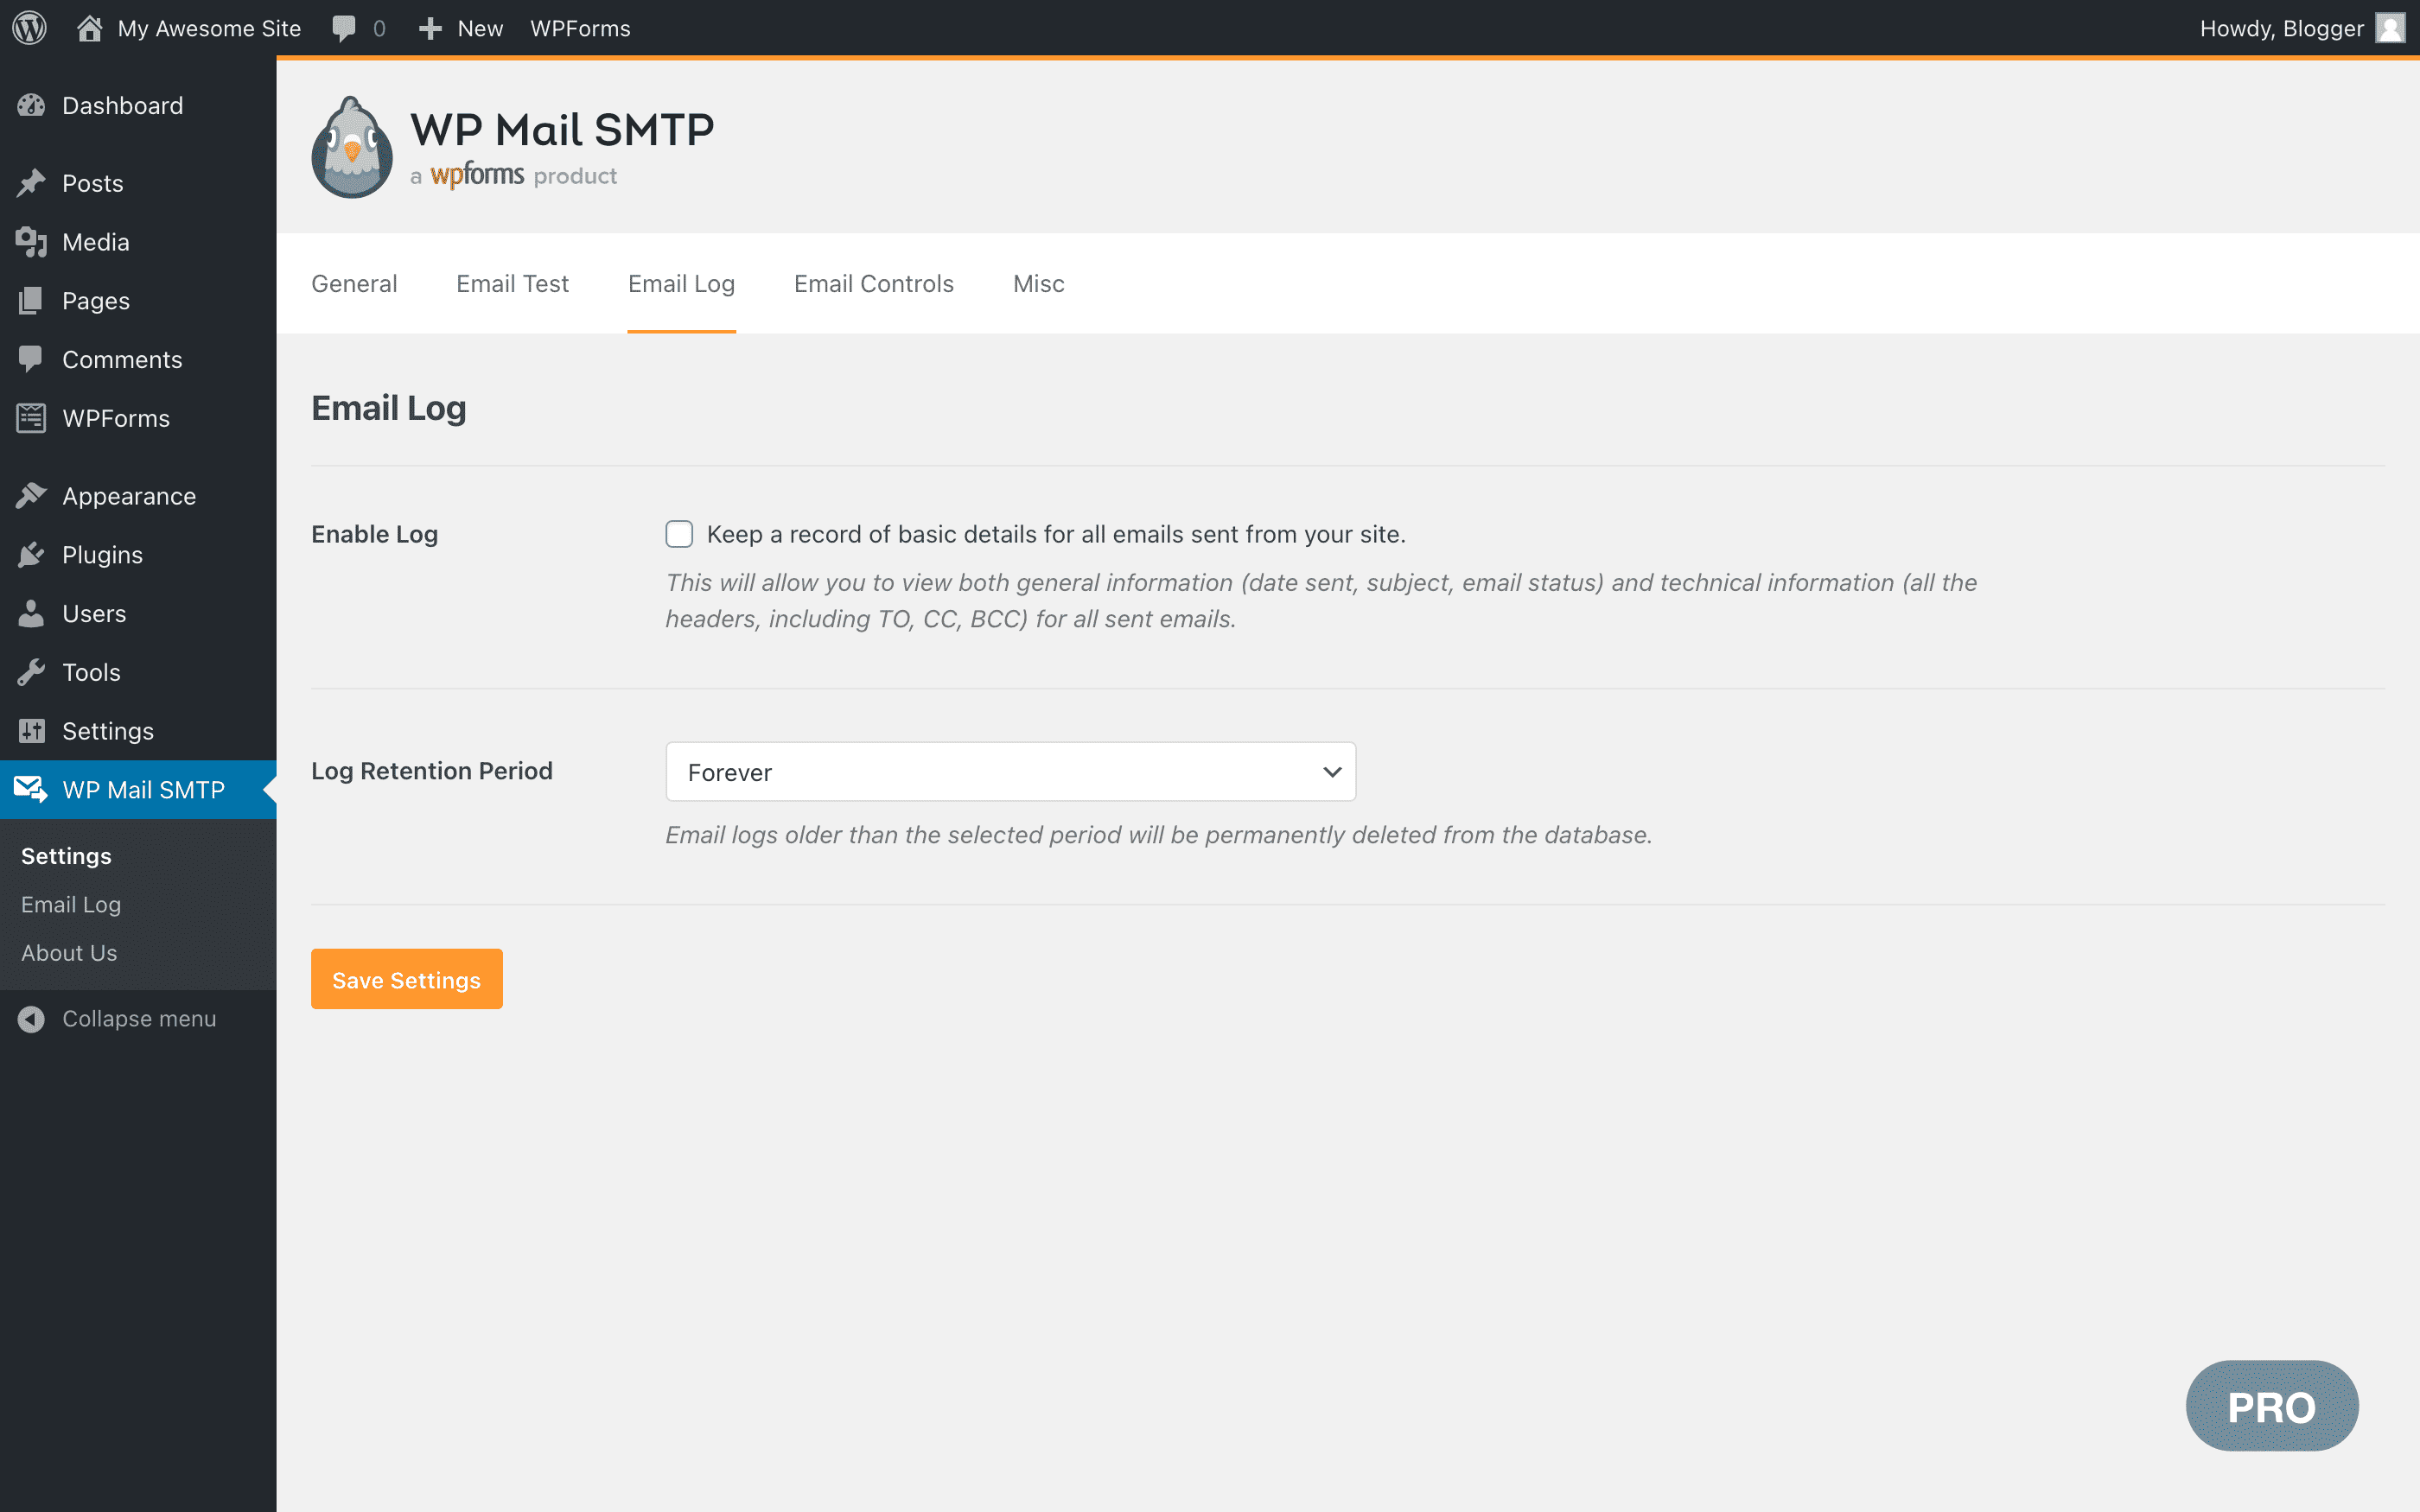 My Awesome Site 0 New WPForms Howdy, Blogger
Dashboard
Posts
Media
Pages
Comments
WPForms
Appearance
Plugins
Users
Tools
Settings
WP Mail SMTP
Settings
Email Log
About Us
Collapse menu
WP Mail SMTP
a wpforms product
General Email Test Email Log Email Controls Misc
Email Log
Enable Log
Keep a record of basic details for all emails sent from your site.
This will allow you to view both general information (date sent, subject, email status) and technical information (all the
headers, including TO, CC, BCC) for all sent emails.
Log Retention Period
Forever
Email logs older than the selected period will be permanently deleted from the database.
Save Settings
PRO